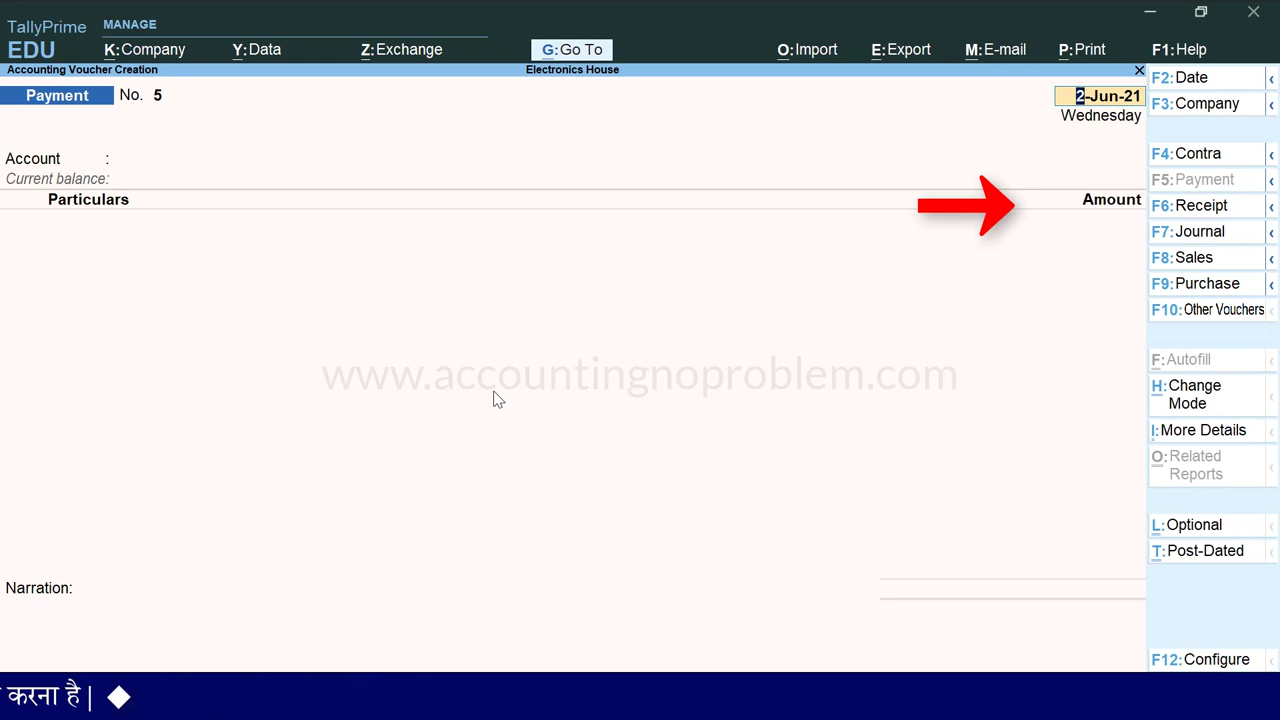 TallyPrime
EDU
MANAGE
K:Company Y:Data Z:Exchange G:Go To O:Import E:Export M:E-mail P:Print F1:Help
Accounting Voucher Creation Electronics House
Payment No. 5 2-Jun-21
Wednesday
Account :
Current balance:
Particulars Amount
www.accountingnoproblem.com
Narration:
F2:Date
F3:Company
F4:Contra
F5:Payment
F6:Receipt
F7:Journal
F8:Sales
F9:Purchase
F10:Other Vouchers
F:Autofill
H:Change
Mode
I:More Details
O:Related
Reports
L:Optional
T:Post-Dated
F12:Configure
करना है |